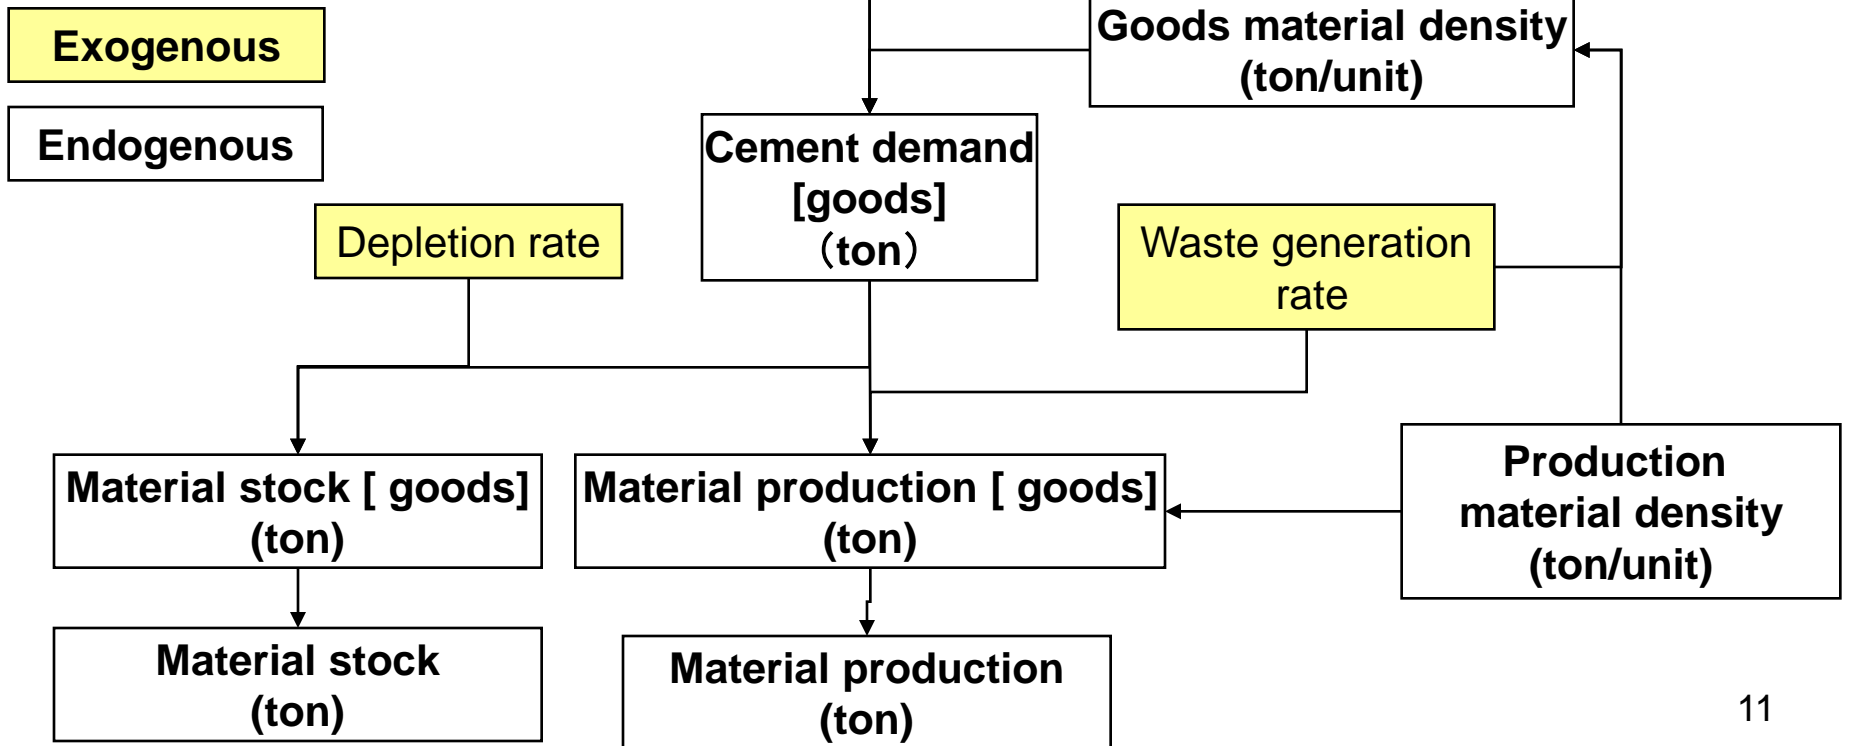 Exogenous
Endogenous
Goods material density
(ton/unit)
Cement demand
[goods]
（ton）
Depletion rate
Waste generation
rate
Material stock [ goods]
(ton)
Material production [ goods]
(ton)
Production
material density
(ton/unit)
Material stock
(ton)
Material production
(ton)
11